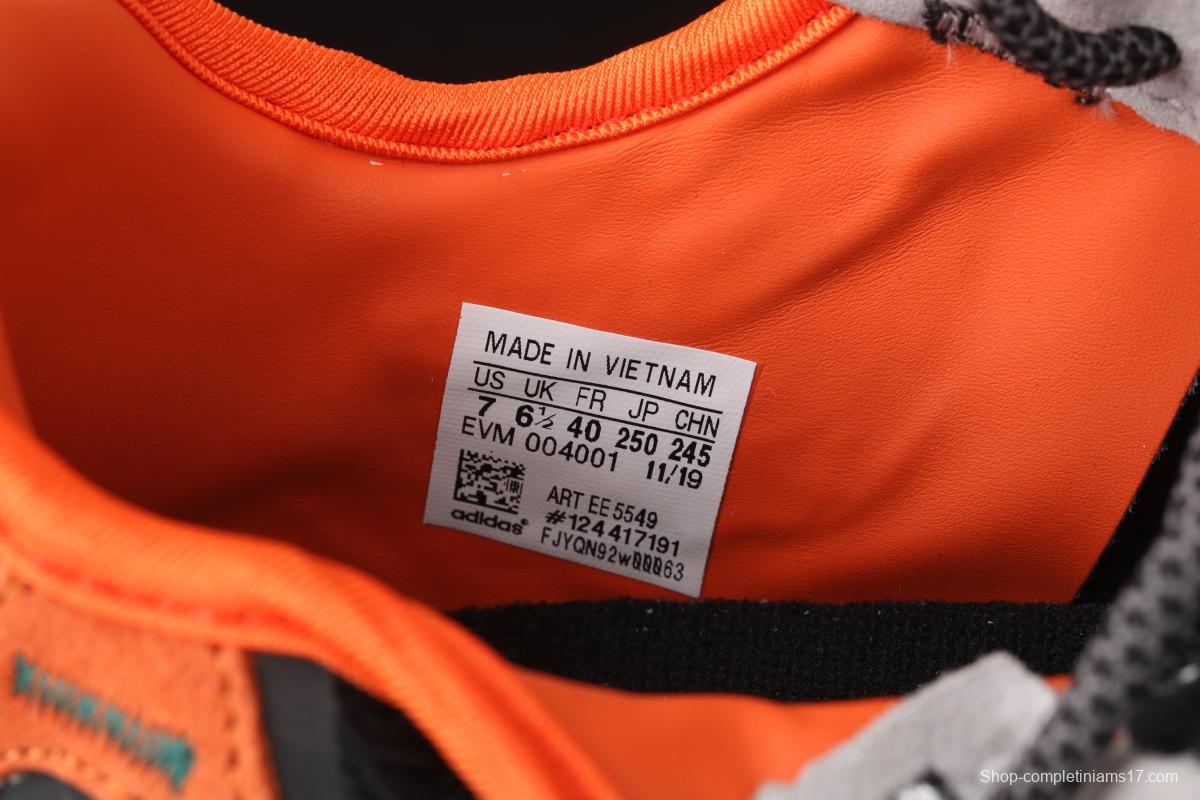 MADE IN VIETNAM
US UK FR JP CHN
7 6½ 40 250 245
EVM 004001 11/19
ART EE5549
#124417191
FJYQN92wQQQ63
adidas®
Shop-completiniams17.com